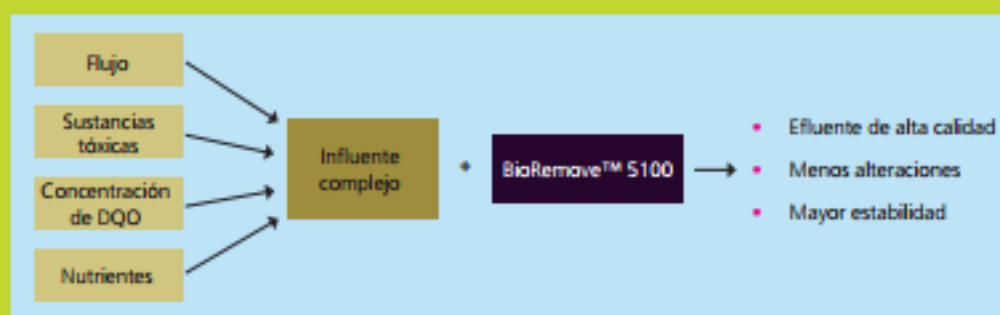 Flujo
Sustancias
tóxicas
Concentración
de DQO
Nutrientes
Influente
complejo
+
BioRemove™ 5100
• Efluente de alta calidad
• Menos alteraciones
• Mayor estabilidad